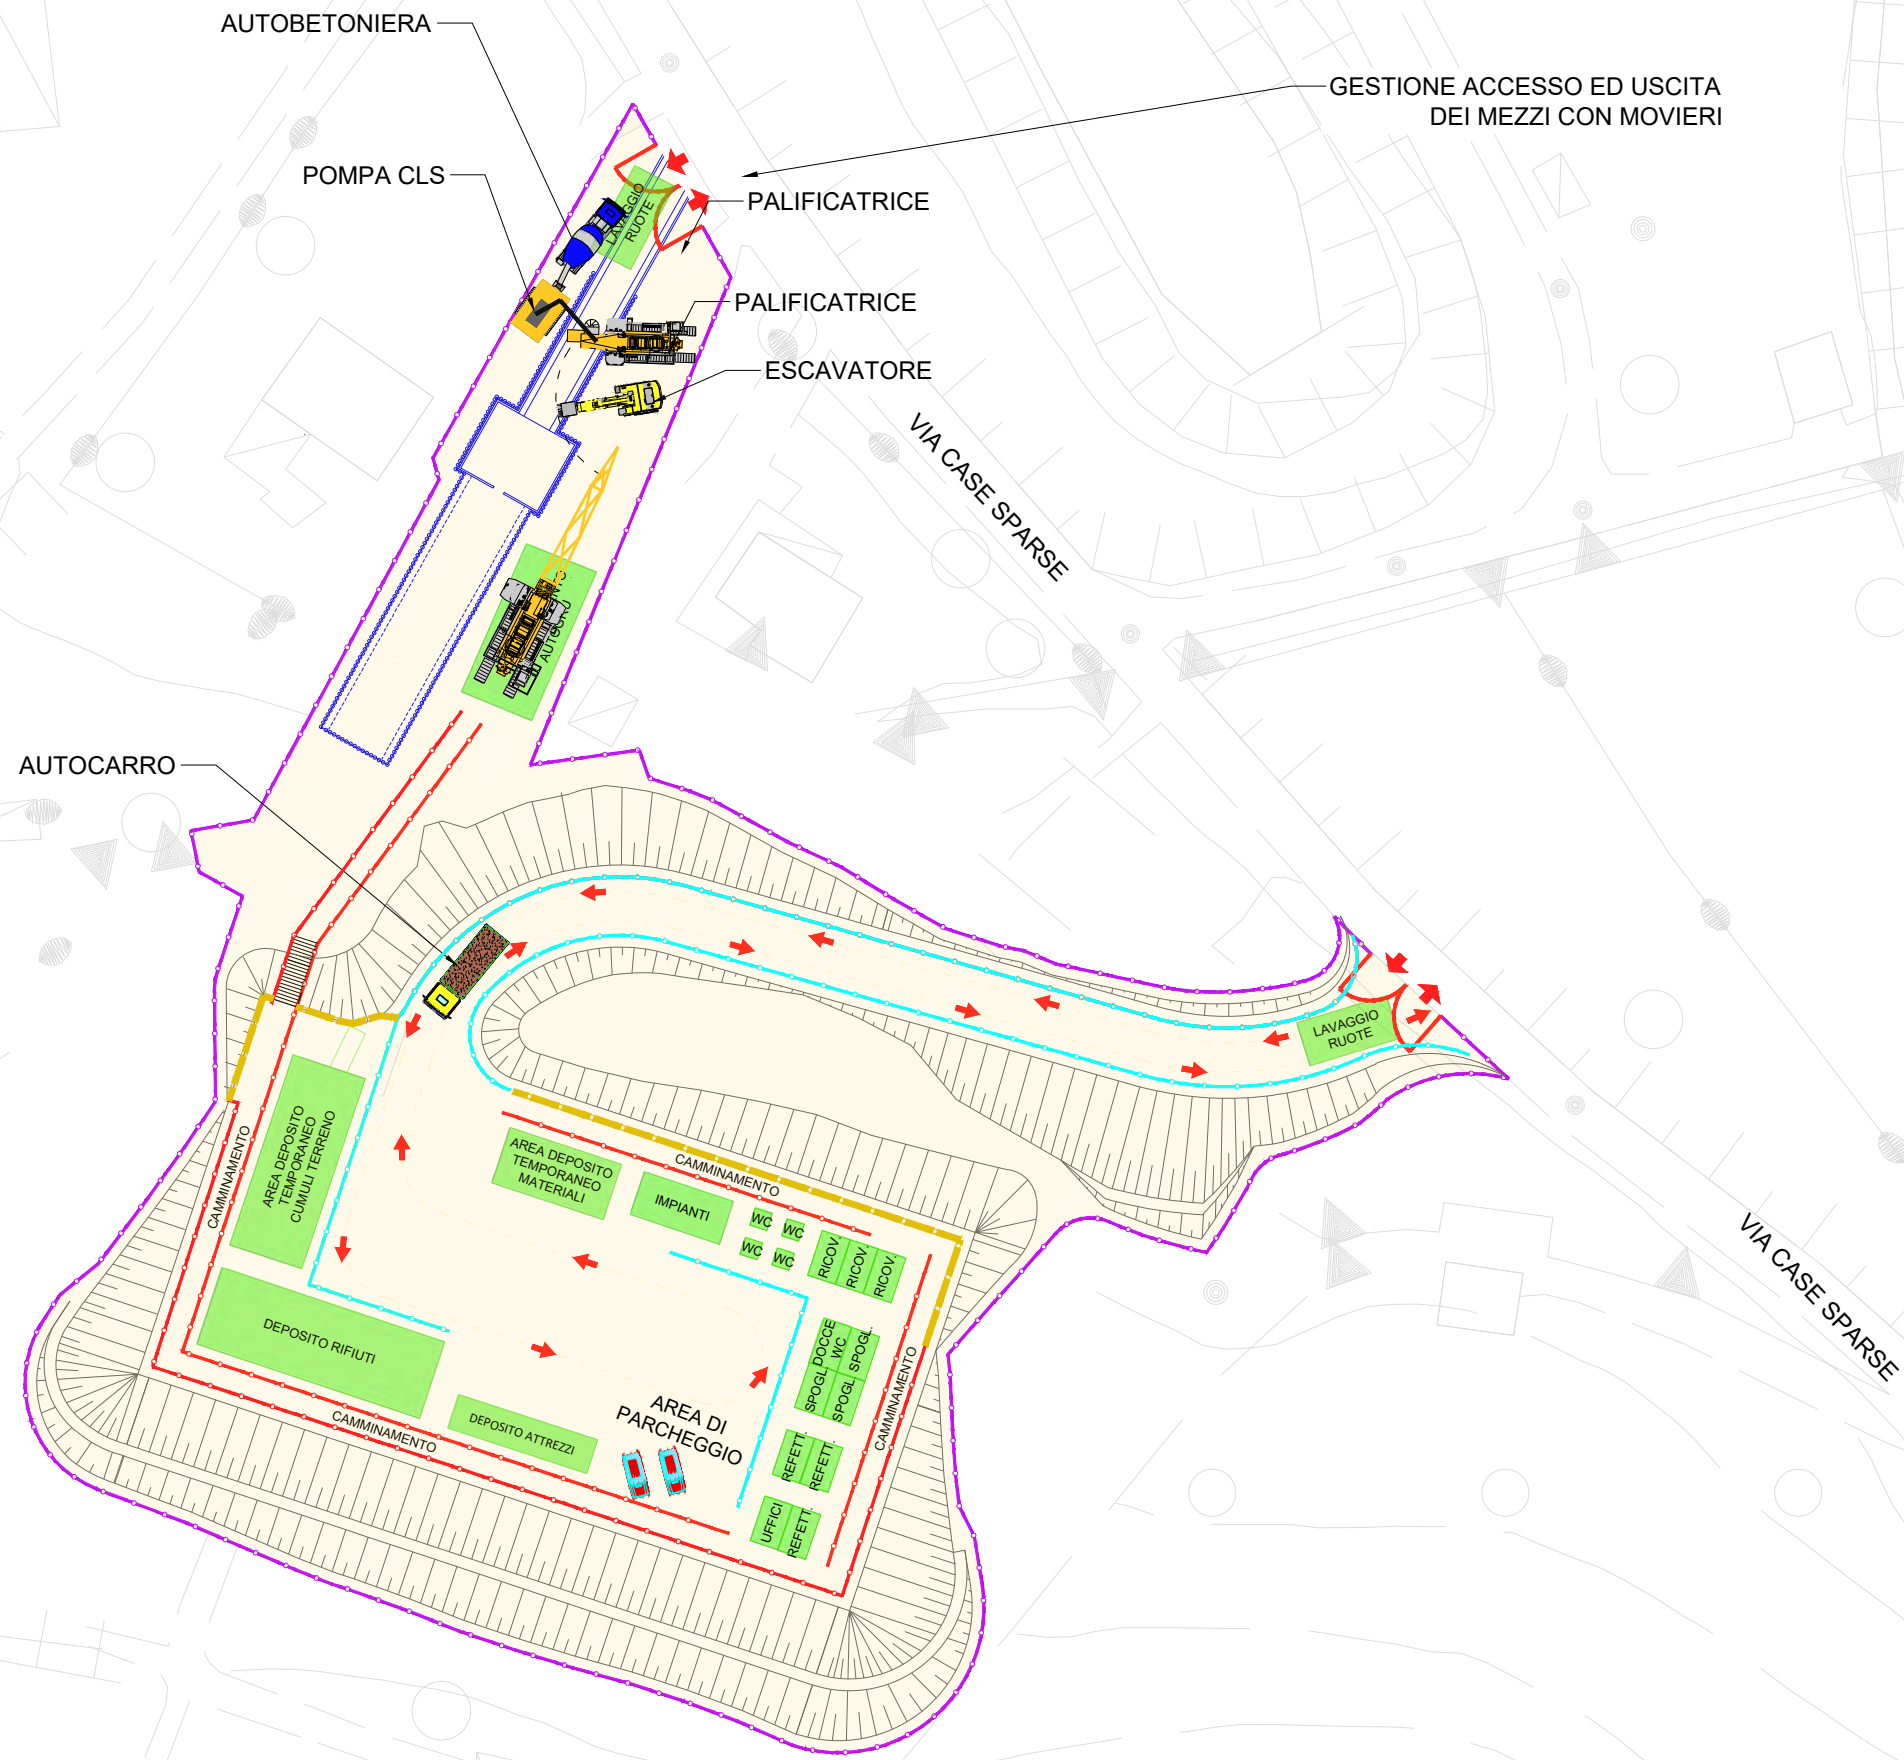 AUTOBETONIERA
GESTIONE ACCESSO ED USCITA
DEI MEZZI CON MOVIERI
POMPA CLS
PALIFICATRICE
LAVAGGIO
RUOTE
PALIFICATRICE
ESCAVATORE
VIA CASE SPARSE
AUTOGRU
AUTOCARRO
LAVAGGIO
RUOTE
CAMMINAMENTO
AREA DEPOSITO
TEMPORANEO
CUMULI TERRENO
AREA DEPOSITO
TEMPORANEO
MATERIALI
CAMMINAMENTO
IMPIANTI
WC
WC
WC
WC
RICOV.
RICOV.
RICOV.
VIA CASE SPARSE
DEPOSITO RIFIUTI
DOCCE
WC
SPOGL.
SPOGL.
SPOGL.
CAMMINAMENTO
CAMMINAMENTO
DEPOSITO ATTREZZI
AREA DI
PARCHEGGIO
REFETT.
REFETT.
UFFICI
REFETT.